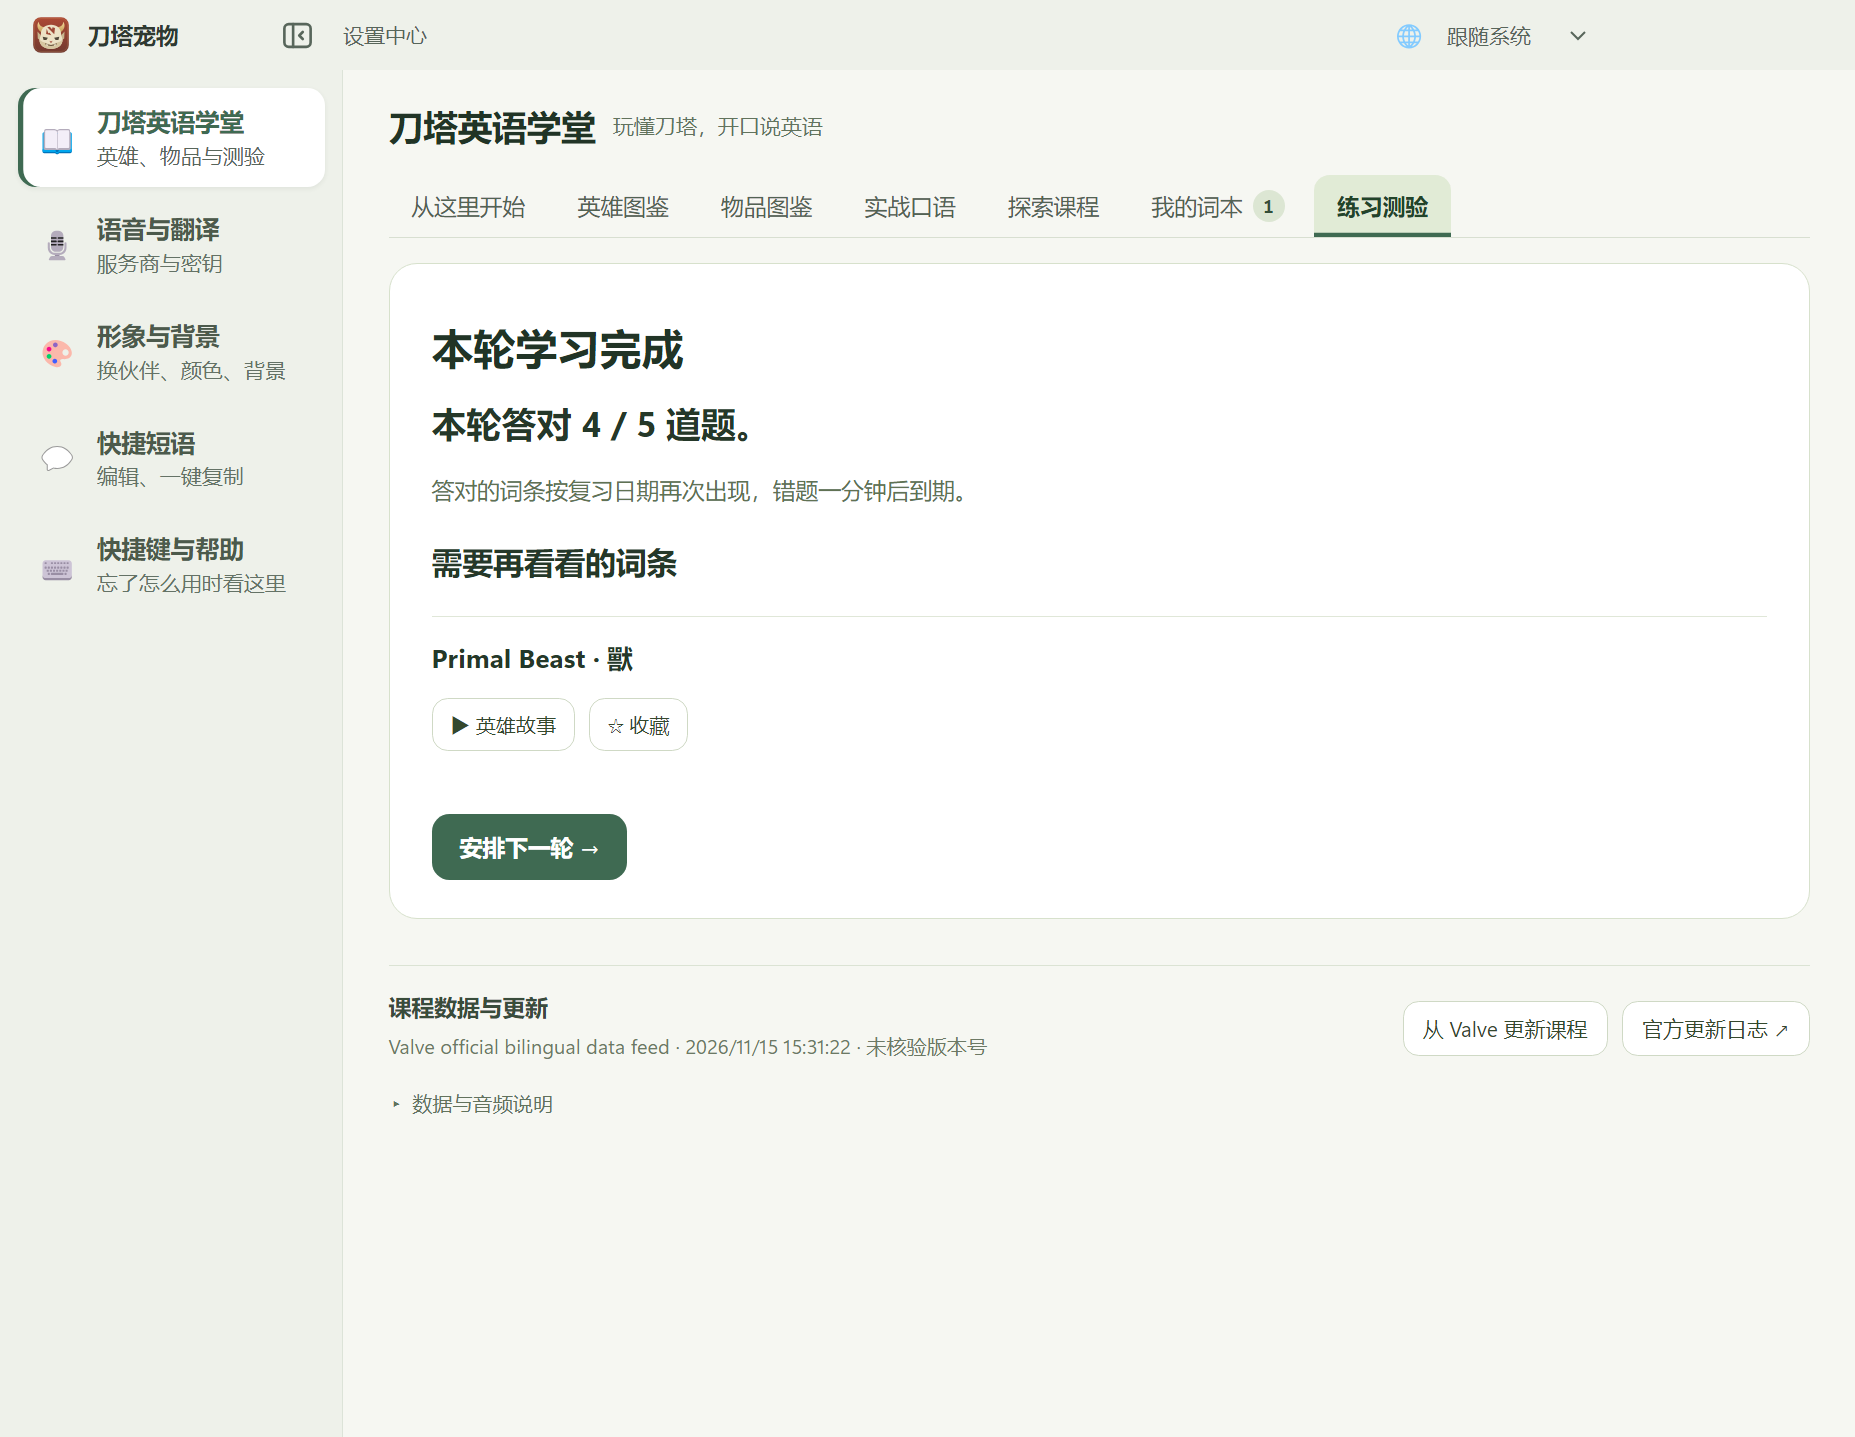 刀塔宠物
设置中心
跟随系统
刀塔英语学堂
英雄、物品与测验
语音与翻译
服务商与密钥
形象与背景
换伙伴、颜色、背景
快捷短语
编辑、一键复制
快捷键与帮助
忘了怎么用时看这里
刀塔英语学堂 玩懂刀塔，开口说英语
从这里开始 英雄图鉴 物品图鉴 实战口语 探索课程 我的词本 1 练习测验
本轮学习完成
本轮答对 4 / 5 道题。
答对的词条按复习日期再次出现，错题一分钟后到期。
需要再看看的词条
Primal Beast · 獸
▶ 英雄故事 ☆ 收藏
安排下一轮 →
课程数据与更新
Valve official bilingual data feed · 2026/11/15 15:31:22 · 未核验版本号
从 Valve 更新课程 官方更新日志 ↗
▸ 数据与音频说明